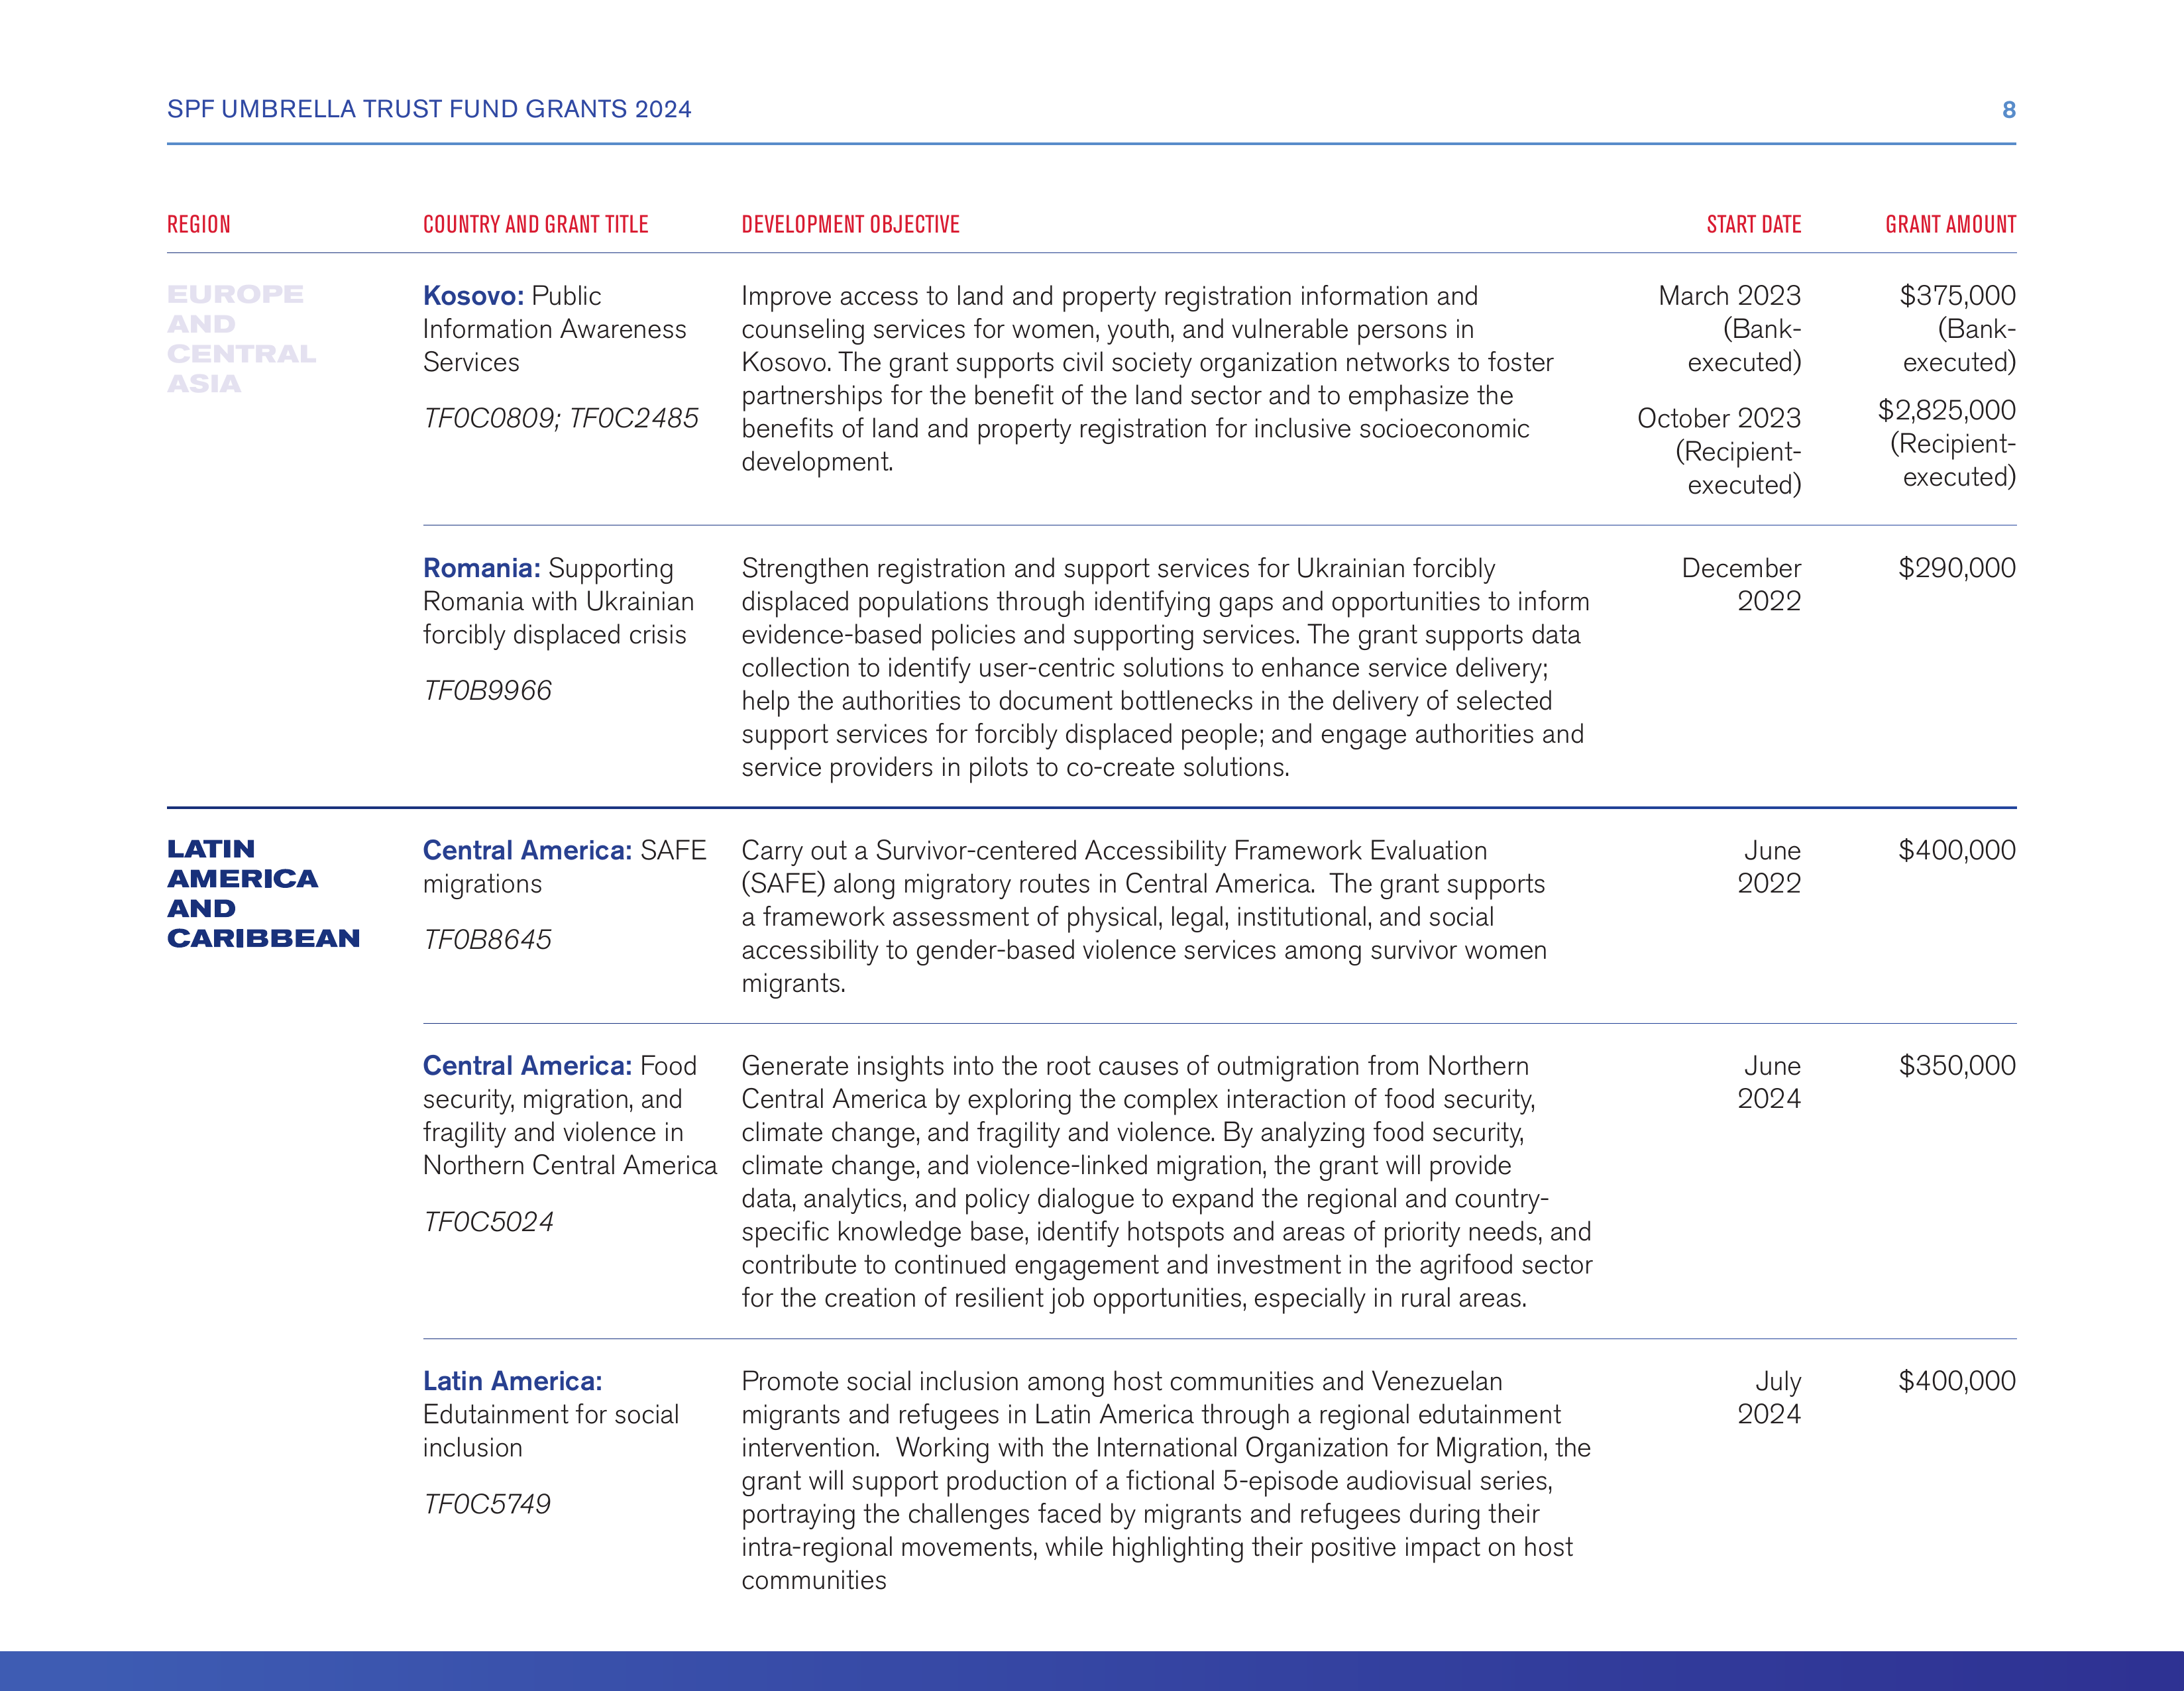 SPF UMBRELLA TRUST FUND GRANTS 2024
8
REGION
COUNTRY AND GRANT TITLE
DEVELOPMENT OBJECTIVE
START DATE
GRANT AMOUNT
EUROPE
AND
CENTRAL
ASIA
Kosovo: Public
Information Awareness
Services
TF0C0809; TF0C2485
Improve access to land and property registration information and
counseling services for women, youth, and vulnerable persons in
Kosovo. The grant supports civil society organization networks to foster
partnerships for the benefit of the land sector and to emphasize the
benefits of land and property registration for inclusive socioeconomic
development.
March 2023
(Bank-
executed)
October 2023
(Recipient-
executed)
$375,000
(Bank-
executed)
$2,825,000
(Recipient-
executed)
Romania: Supporting
Romania with Ukrainian
forcibly displaced crisis
TF0B9966
Strengthen registration and support services for Ukrainian forcibly
displaced populations through identifying gaps and opportunities to inform
evidence-based policies and supporting services. The grant supports data
collection to identify user-centric solutions to enhance service delivery;
help the authorities to document bottlenecks in the delivery of selected
support services for forcibly displaced people; and engage authorities and
service providers in pilots to co-create solutions.
December
2022
$290,000
LATIN
AMERICA
AND
CARIBBEAN
Central America: SAFE
migrations
TF0B8645
Carry out a Survivor-centered Accessibility Framework Evaluation
(SAFE) along migratory routes in Central America.  The grant supports
a framework assessment of physical, legal, institutional, and social
accessibility to gender-based violence services among survivor women
migrants.
June
2022
$400,000
Central America: Food
security, migration, and
fragility and violence in
Northern Central America
TF0C5024
Generate insights into the root causes of outmigration from Northern
Central America by exploring the complex interaction of food security,
climate change, and fragility and violence. By analyzing food security,
climate change, and violence-linked migration, the grant will provide
data, analytics, and policy dialogue to expand the regional and country-
specific knowledge base, identify hotspots and areas of priority needs, and
contribute to continued engagement and investment in the agrifood sector
for the creation of resilient job opportunities, especially in rural areas.
June
2024
$350,000
Latin America:
Edutainment for social
inclusion
TF0C5749
Promote social inclusion among host communities and Venezuelan
migrants and refugees in Latin America through a regional edutainment
intervention.  Working with the International Organization for Migration, the
grant will support production of a fictional 5-episode audiovisual series,
portraying the challenges faced by migrants and refugees during their
intra-regional movements, while highlighting their positive impact on host
communities
July
2024
$400,000